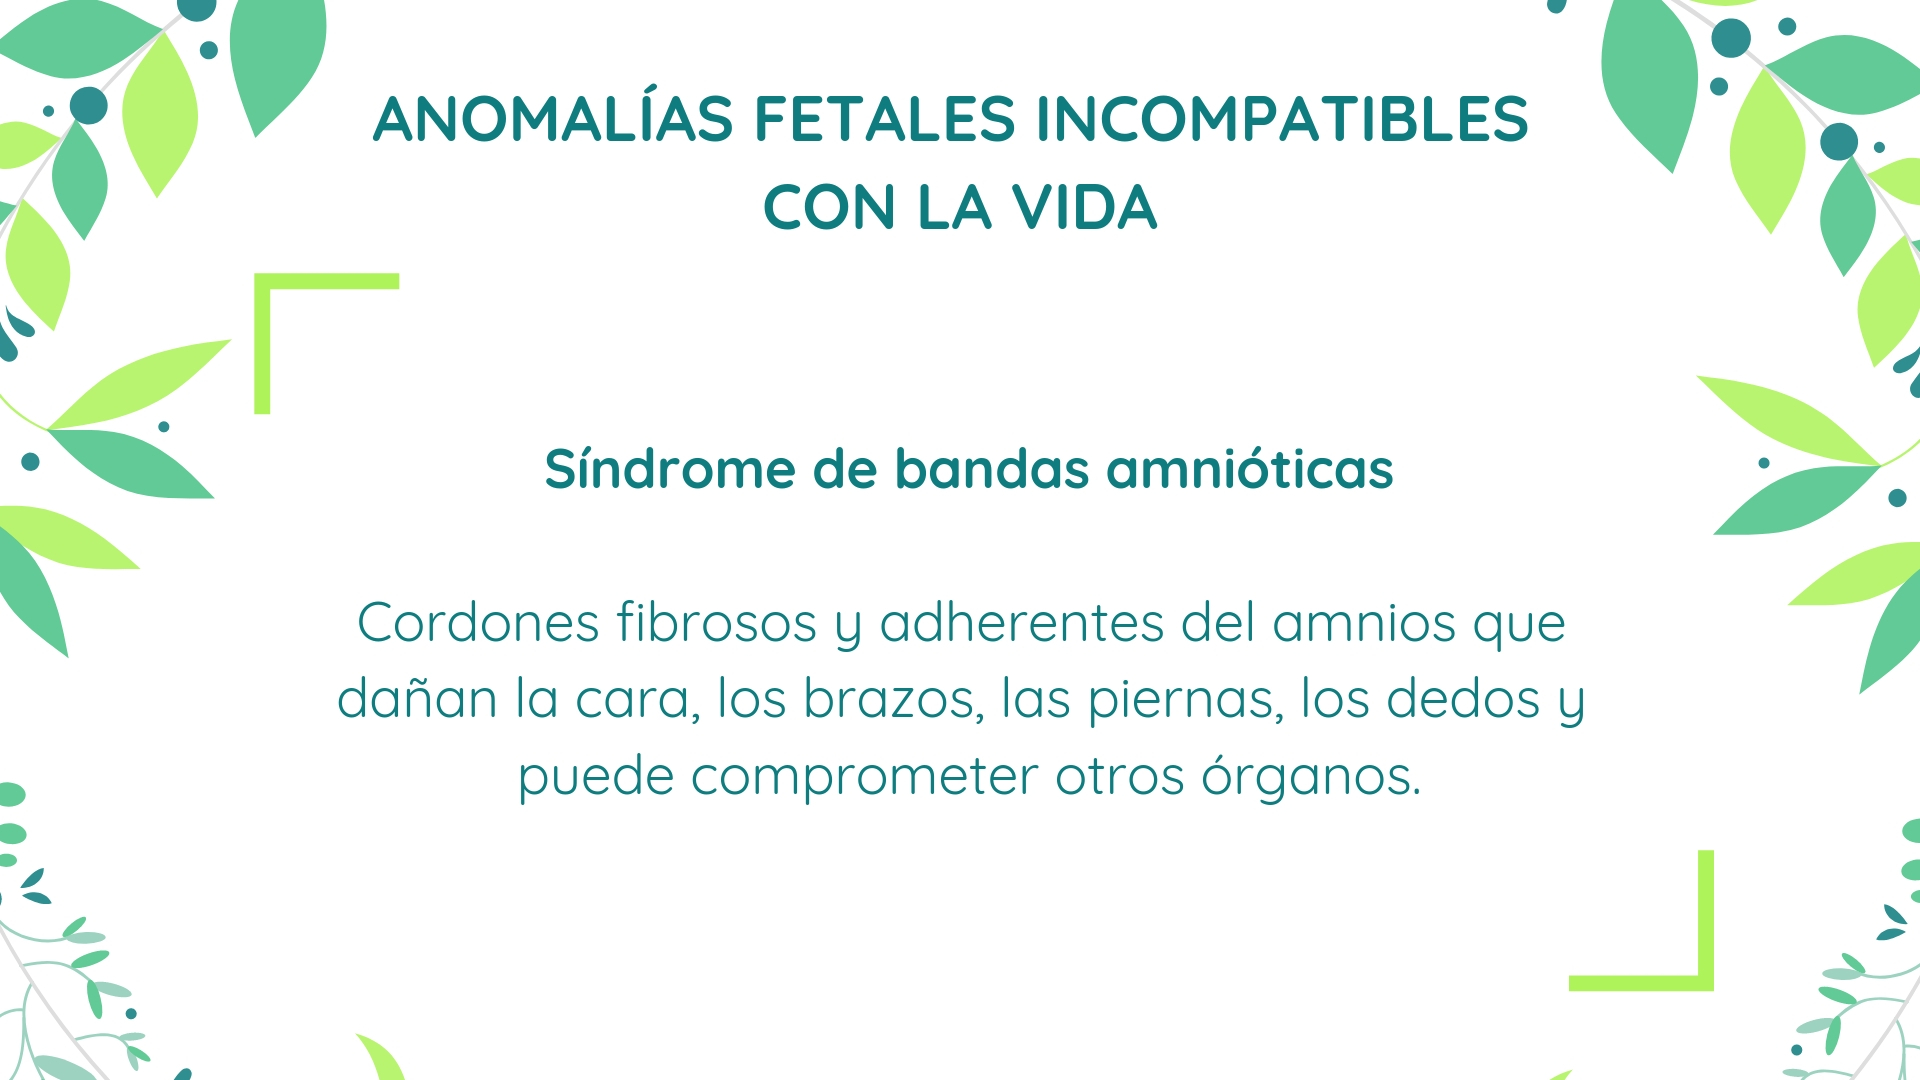 ANOMALÍAS FETALES INCOMPATIBLES
CON LA VIDA
Síndrome de bandas amnióticas
Cordones fibrosos y adherentes del amnios que
dañan la cara, los brazos, las piernas, los dedos y
puede comprometer otros órganos.